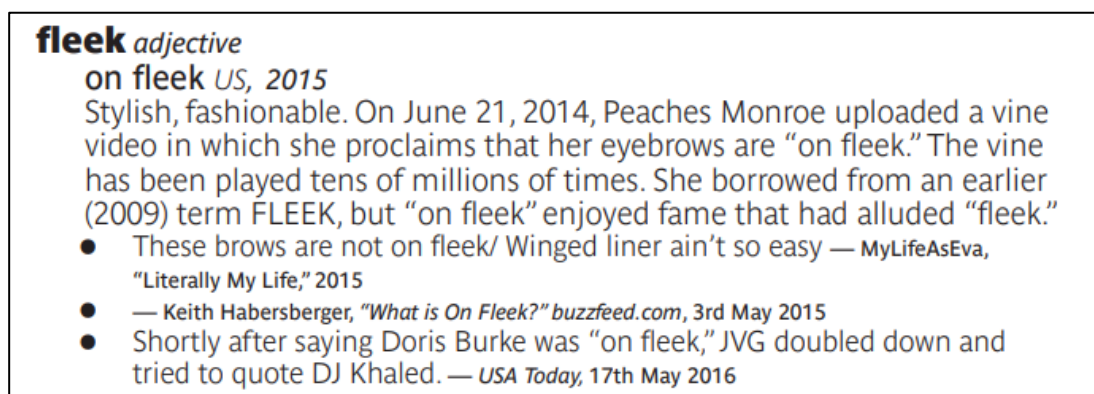 fleek adjective
on fleek US, 2015
Stylish, fashionable. On June 21, 2014, Peaches Monroe uploaded a vine
video in which she proclaims that her eyebrows are “on fleek.” The vine
has been played tens of millions of times. She borrowed from an earlier
(2009) term FLEEK, but “on fleek” enjoyed fame that had alluded “fleek.”
● These brows are not on fleek/ Winged liner ain’t so easy — MyLifeAsEva,
“Literally My Life,” 2015
● — Keith Habersberger, “What is On Fleek?” buzzfeed.com, 3rd May 2015
● Shortly after saying Doris Burke was “on fleek,” JVG doubled down and
tried to quote DJ Khaled. — USA Today, 17th May 2016